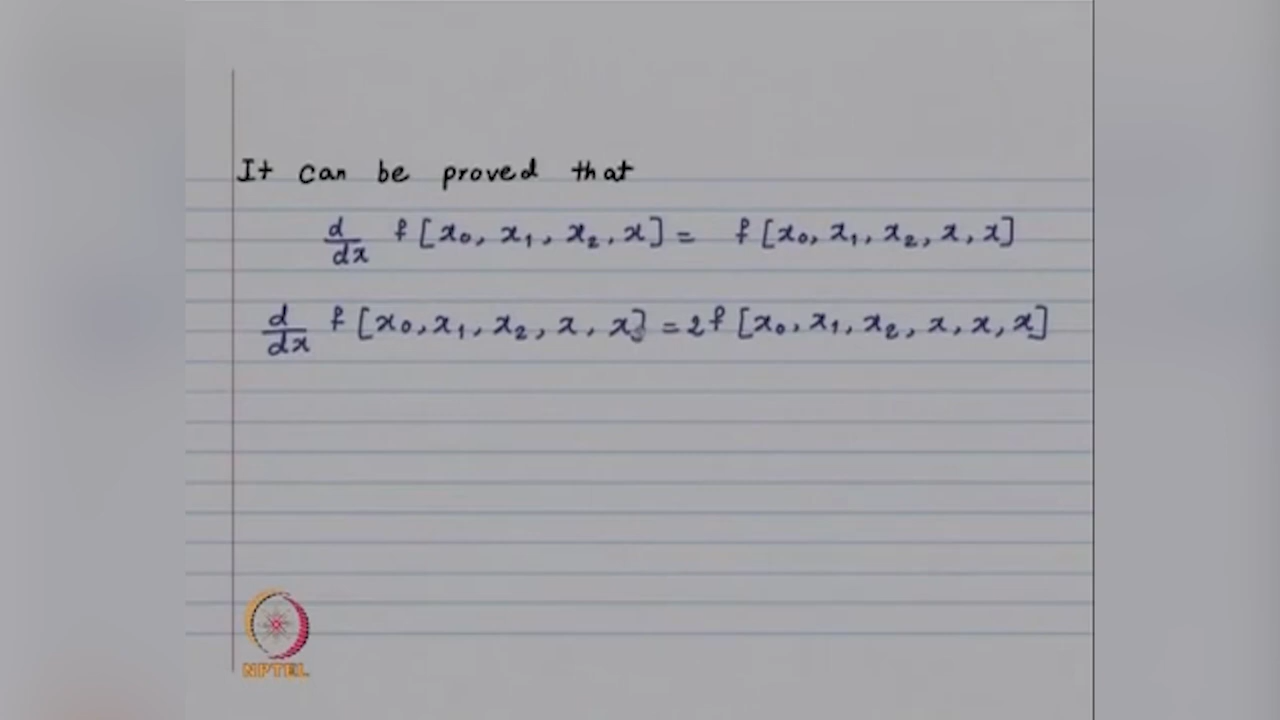 It can be proved that
d/dx f[x₀, x₁, x₂, x] = f[x₀, x₁, x₂, x, x]
d/dx f[x₀, x₁, x₂, x, x] = 2f[x₀, x₁, x₂, x, x, x]
NPTEL